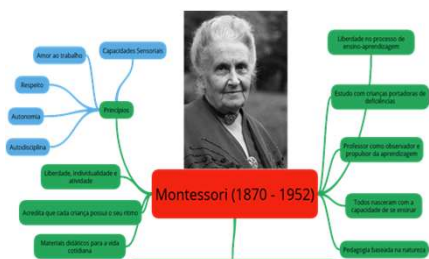 Amor ao trabalho
Capacidades Sensoriais
Respeito
Autonomia
Autodisciplina
Princípios
Liberdade, individualidade e
atividade
Acredita que cada criança possui o seu ritmo
Materiais didáticos para a vida
cotidiana
Montessori (1870 - 1952)
Liberdade no processo de
ensino-aprendizagem
Estudo com crianças portadoras de
deficiências
Professor como observador e
propulsor da aprendizagem
Todos nasceram com a
capacidade de se ensinar
Pedagogia baseada na natureza